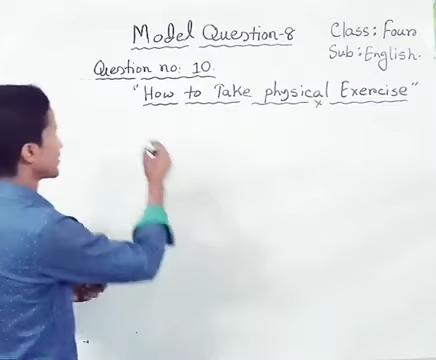 Model Question-8
Class: Four
Sub: English.
Question no: 10.
"How to Take physical Exercise"